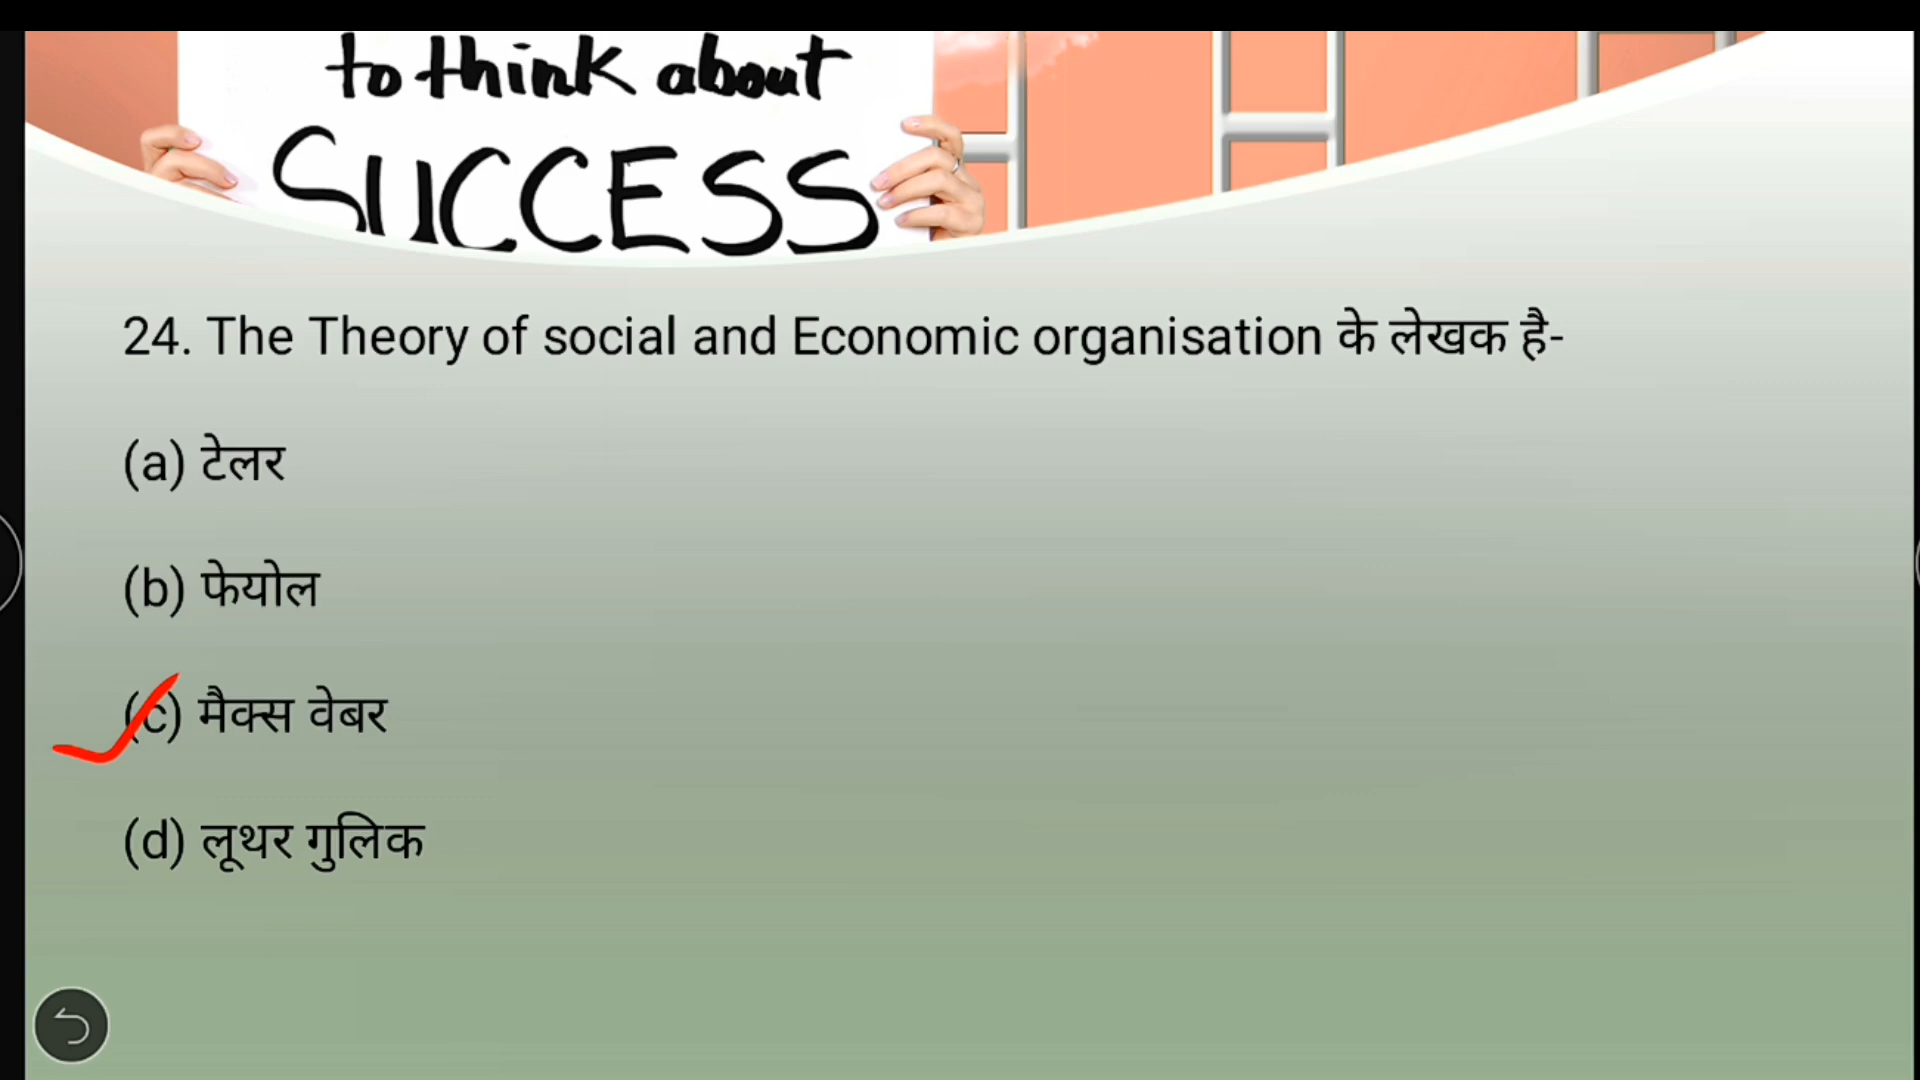 to think about
SUCCESS
24. The Theory of social and Economic organisation के लेखक है-
(a) टेलर
(b) फेयोल
(c) मैक्स वेबर
(d) लूथर गुलिक